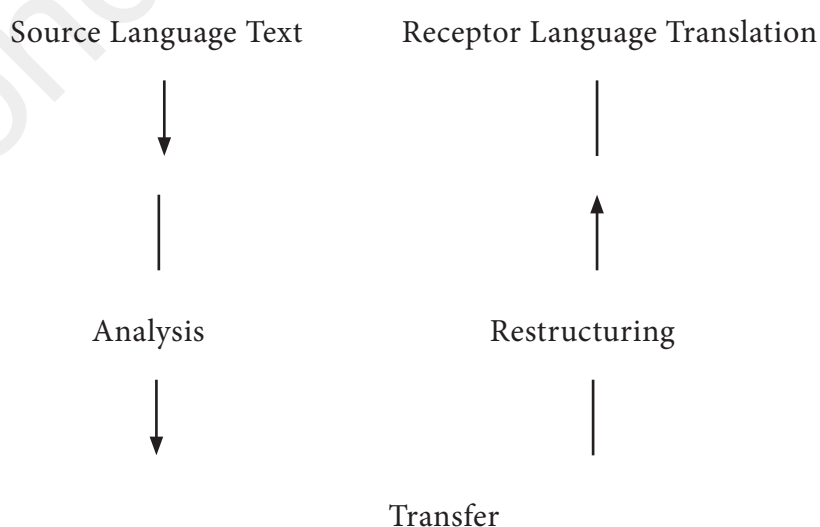 Source Language Text
Receptor Language Translation
Analysis
Restructuring
Transfer